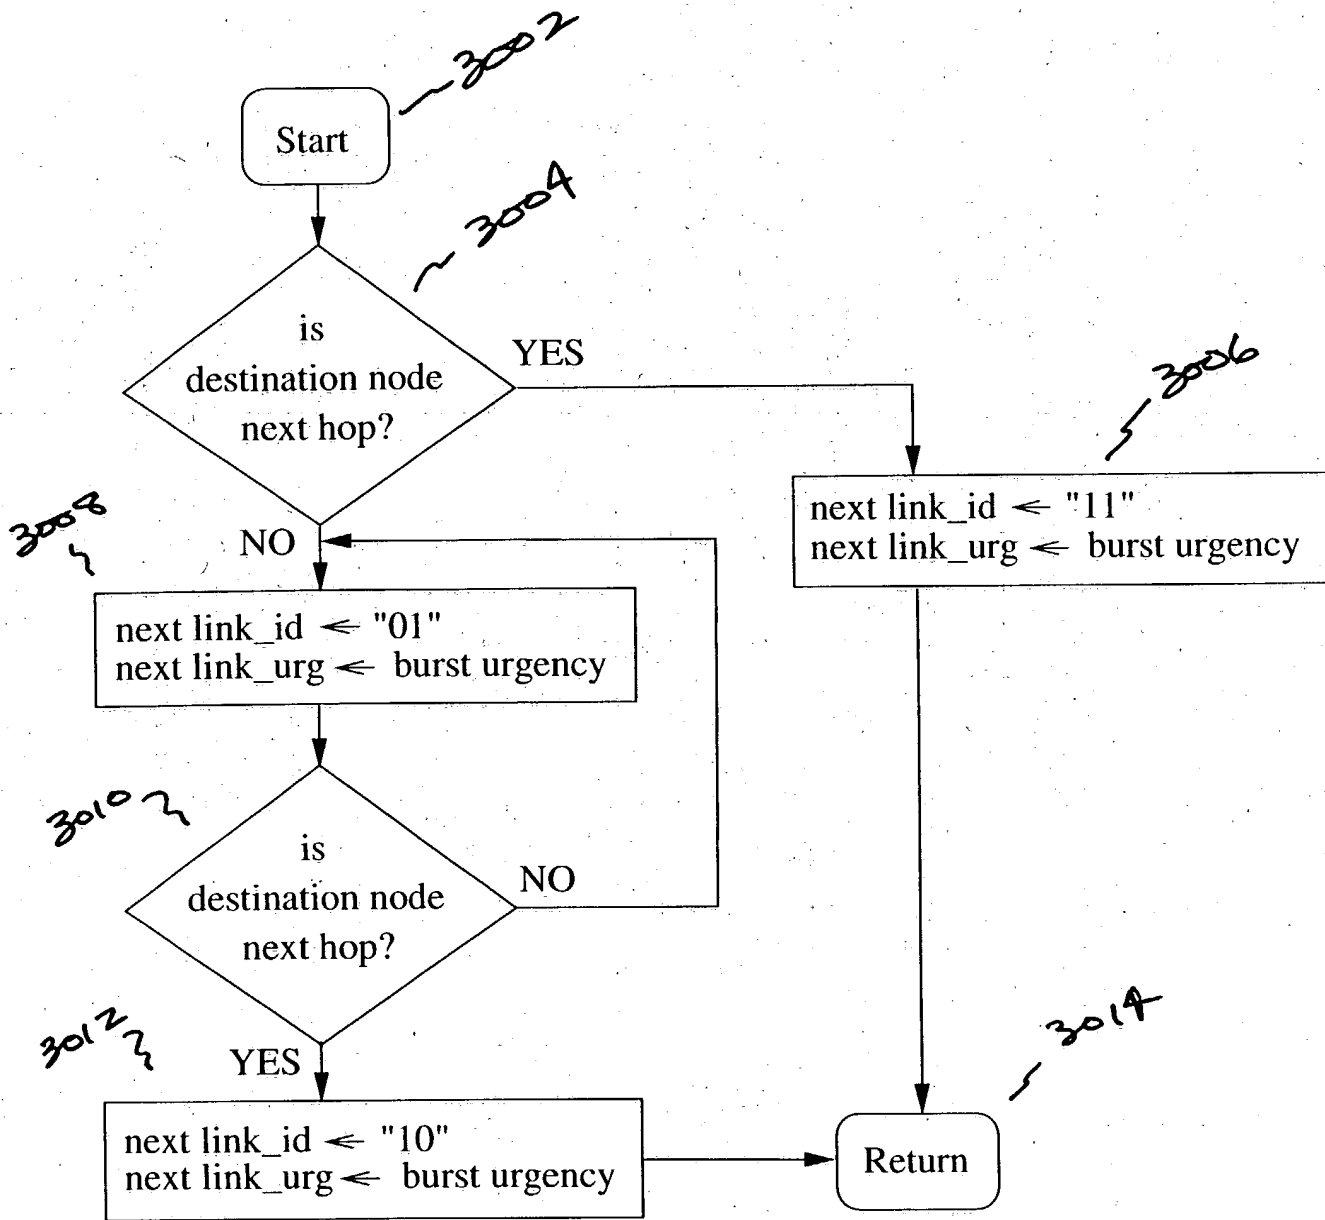 3002
Start
3004
is
destination node
next hop?
YES
3006
next link_id ← "11"
next link_urg ← burst urgency
3008
NO
next link_id ← "01"
next link_urg ← burst urgency
3010
is
destination node
next hop?
NO
3012
YES
next link_id ← "10"
next link_urg ← burst urgency
3014
Return